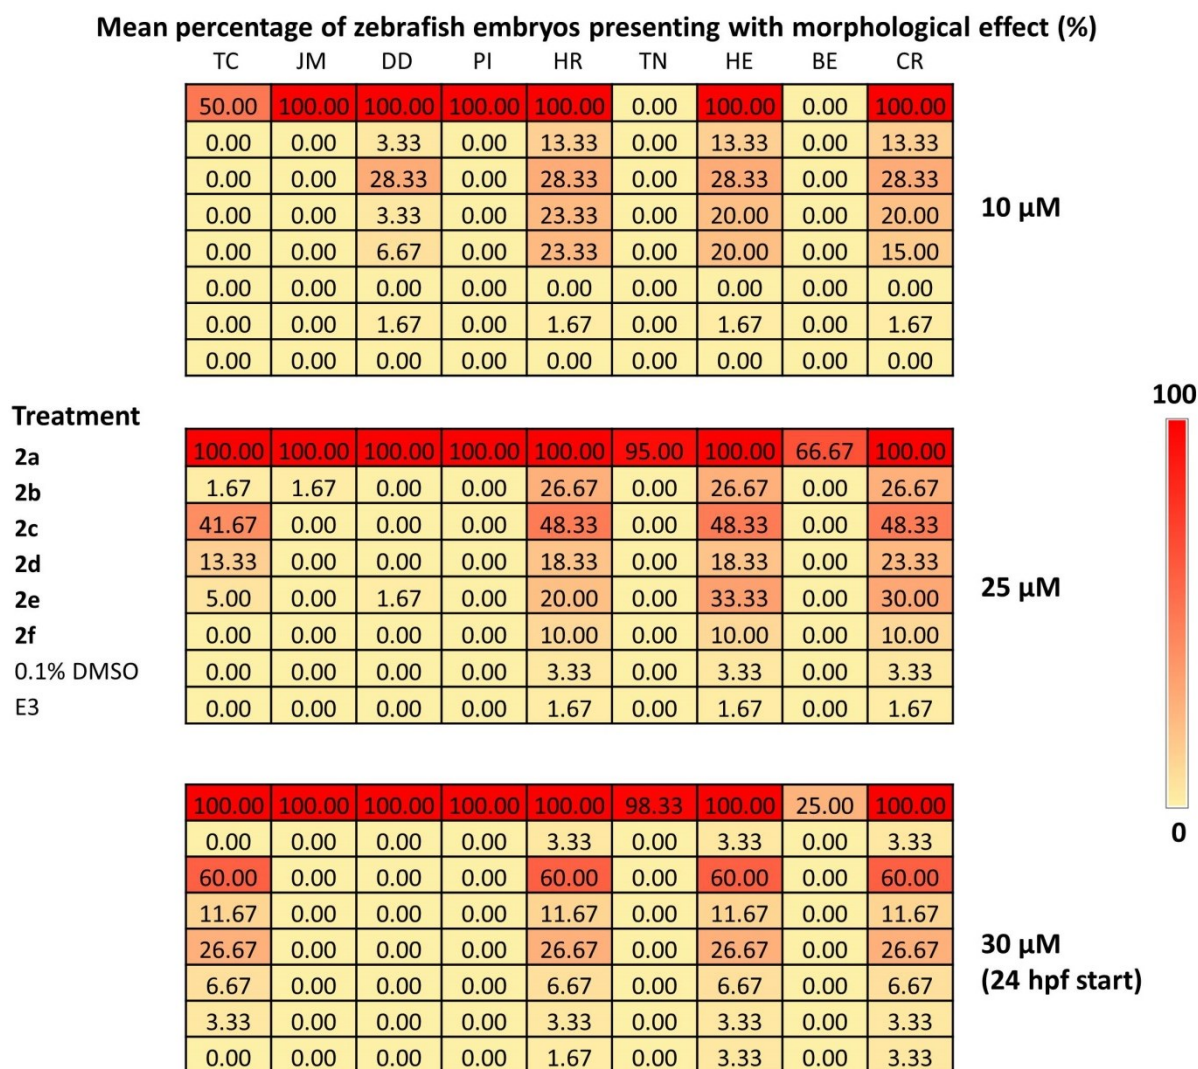 Mean percentage of zebrafish embryos presenting with morphological effect (%)
TC JM DD PI HR TN HE BE CR
50.00 100.00 100.00 100.00 100.00 0.00 100.00 0.00 100.00
0.00 0.00 3.33 0.00 13.33 0.00 13.33 0.00 13.33
0.00 0.00 28.33 0.00 28.33 0.00 28.33 0.00 28.33
0.00 0.00 3.33 0.00 23.33 0.00 20.00 0.00 20.00
0.00 0.00 6.67 0.00 23.33 0.00 20.00 0.00 15.00
0.00 0.00 0.00 0.00 0.00 0.00 0.00 0.00 0.00
0.00 0.00 1.67 0.00 1.67 0.00 1.67 0.00 1.67
0.00 0.00 0.00 0.00 0.00 0.00 0.00 0.00 0.00
10 µM
Treatment
2a 100.00 100.00 100.00 100.00 100.00 95.00 100.00 66.67 100.00
2b 1.67 1.67 0.00 0.00 26.67 0.00 26.67 0.00 26.67
2c 41.67 0.00 0.00 0.00 48.33 0.00 48.33 0.00 48.33
2d 13.33 0.00 0.00 0.00 18.33 0.00 18.33 0.00 23.33
2e 5.00 0.00 1.67 0.00 20.00 0.00 33.33 0.00 30.00
2f 0.00 0.00 0.00 0.00 10.00 0.00 10.00 0.00 10.00
0.1% DMSO 0.00 0.00 0.00 0.00 3.33 0.00 3.33 0.00 3.33
E3 0.00 0.00 0.00 0.00 1.67 0.00 1.67 0.00 1.67
25 µM
100
0
100.00 100.00 100.00 100.00 100.00 98.33 100.00 25.00 100.00
0.00 0.00 0.00 0.00 3.33 0.00 3.33 0.00 3.33
60.00 0.00 0.00 0.00 60.00 0.00 60.00 0.00 60.00
11.67 0.00 0.00 0.00 11.67 0.00 11.67 0.00 11.67
26.67 0.00 0.00 0.00 26.67 0.00 26.67 0.00 26.67
6.67 0.00 0.00 0.00 6.67 0.00 6.67 0.00 6.67
3.33 0.00 0.00 0.00 3.33 0.00 3.33 0.00 3.33
0.00 0.00 0.00 0.00 1.67 0.00 3.33 0.00 3.33
30 µM
(24 hpf start)